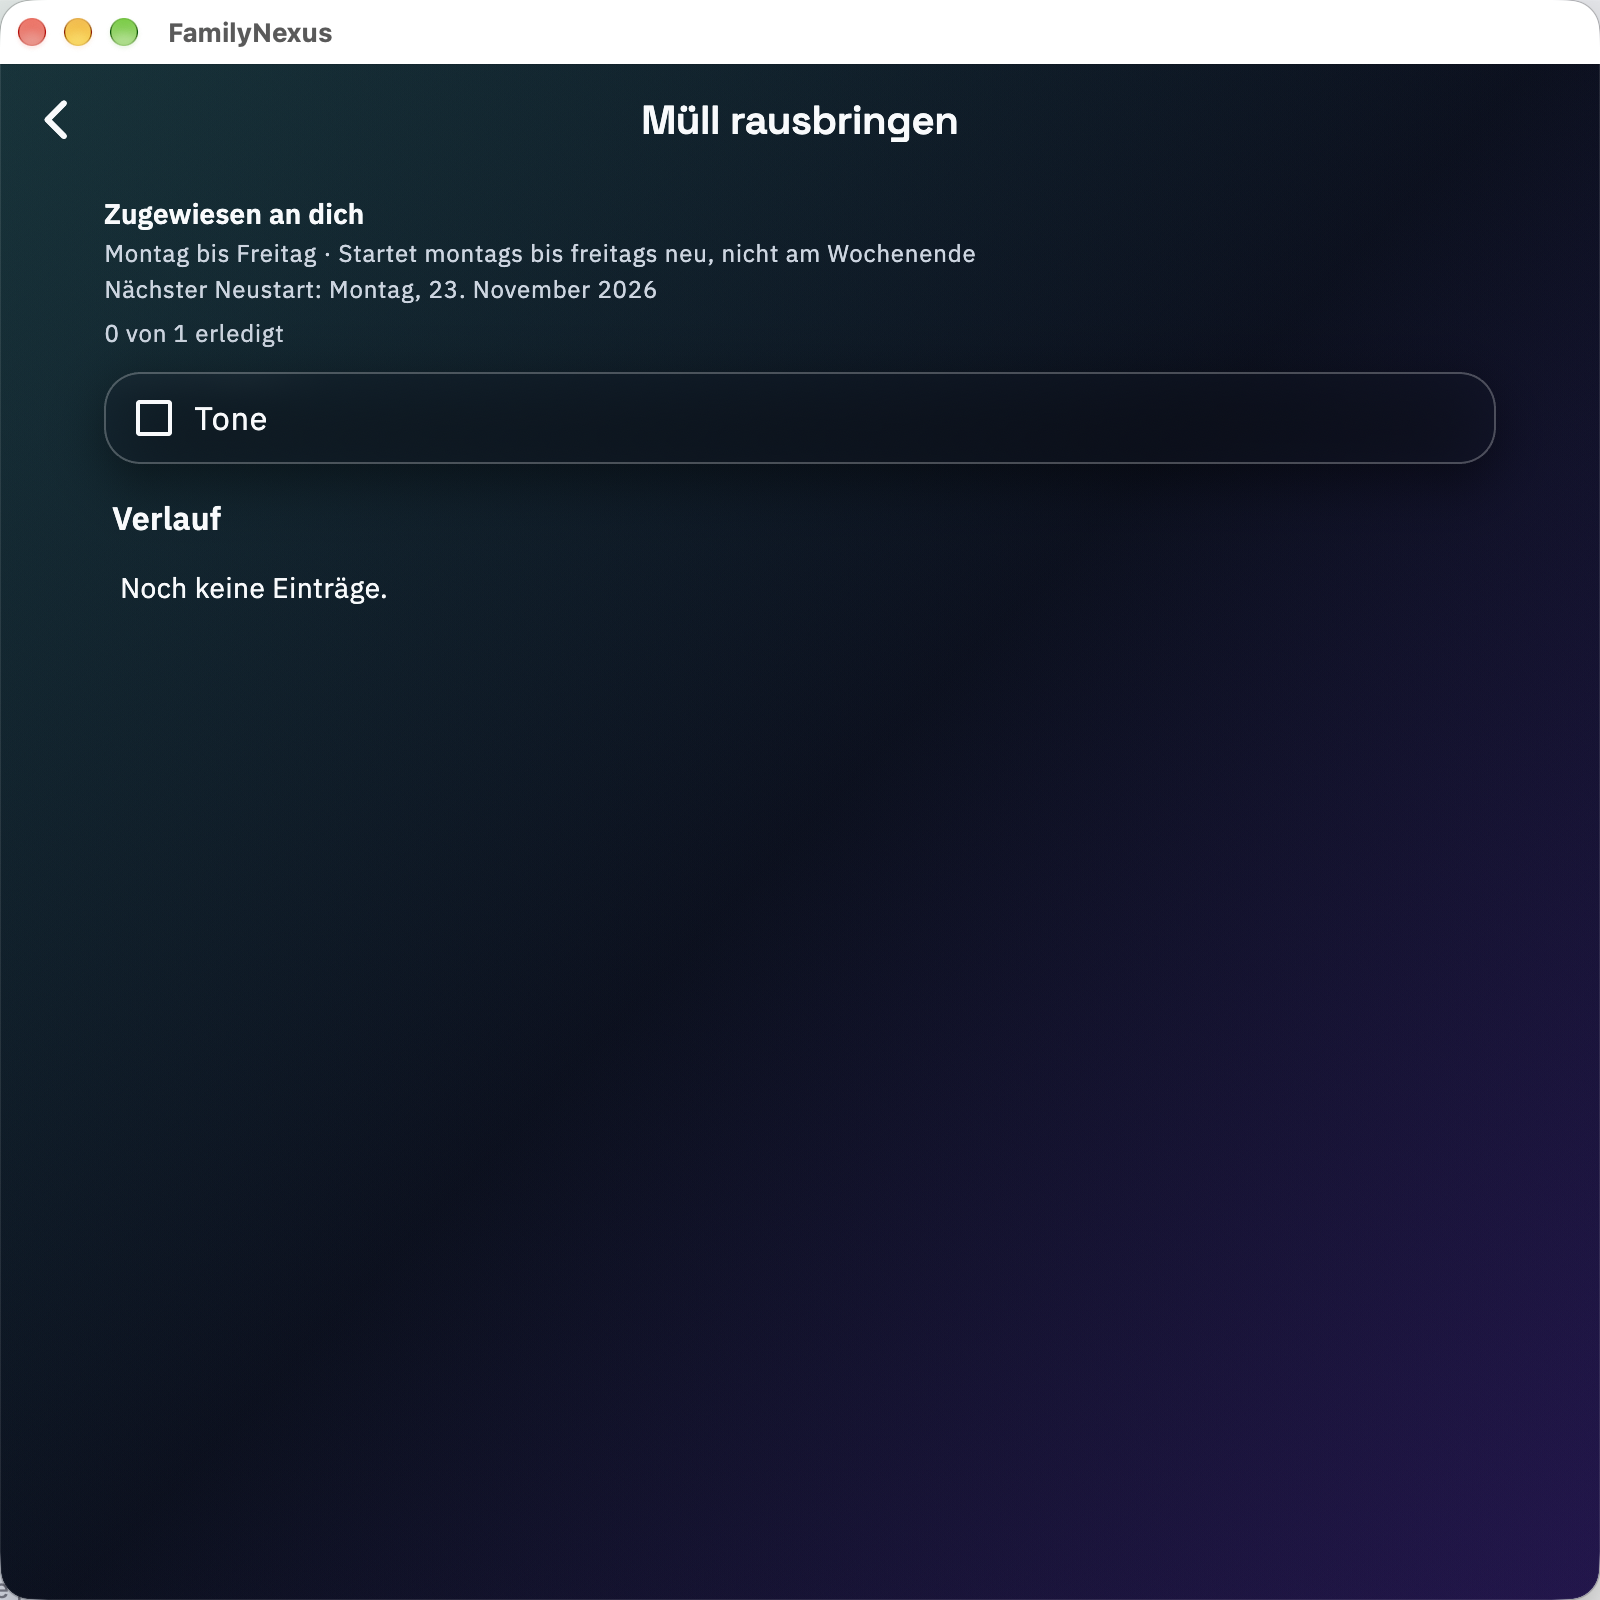 FamilyNexus
Müll rausbringen
Zugewiesen an dich
Montag bis Freitag · Startet montags bis freitags neu, nicht am Wochenende
Nächster Neustart: Montag, 23. November 2026
0 von 1 erledigt
Tone
Verlauf
Noch keine Einträge.